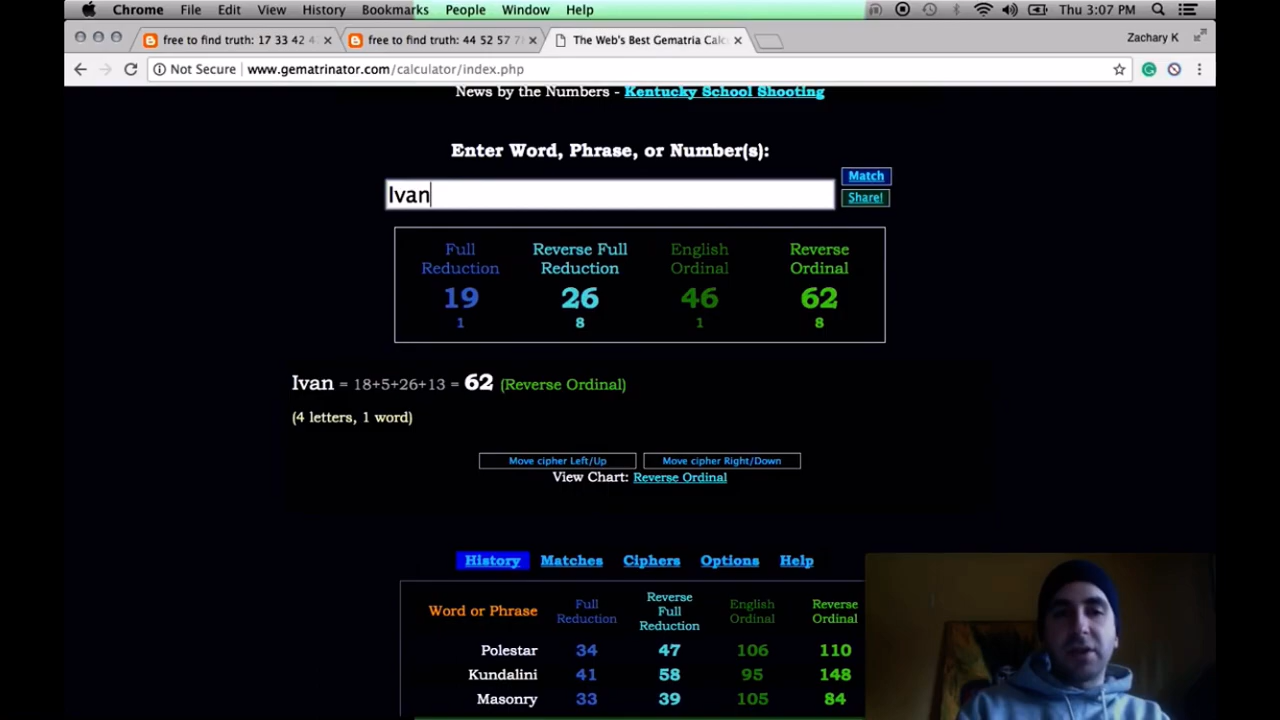 Chrome File Edit View History Bookmarks People Window Help Thu 3:07 PM
free to find truth: 17 33 42 4 × free to find truth: 44 52 57 7 × The Web's Best Gematria Calc × Zachary K
Not Secure | www.gematrinator.com/calculator/index.php
News by the Numbers - Kentucky School Shooting
Enter Word, Phrase, or Number(s):
Ivan
Match
Share!
Full Reduction Reverse Full Reduction English Ordinal Reverse Ordinal
19 26 46 62
1 8 1 8
Ivan = 18+5+26+13 = 62 (Reverse Ordinal)
(4 letters, 1 word)
Move cipher Left/Up Move cipher Right/Down
View Chart: Reverse Ordinal
History Matches Ciphers Options Help
Word or Phrase Full Reduction Reverse Full Reduction English Ordinal Reverse Ordinal
Polestar 34 47 106 110
Kundalini 41 58 95 148
Masonry 33 39 105 84